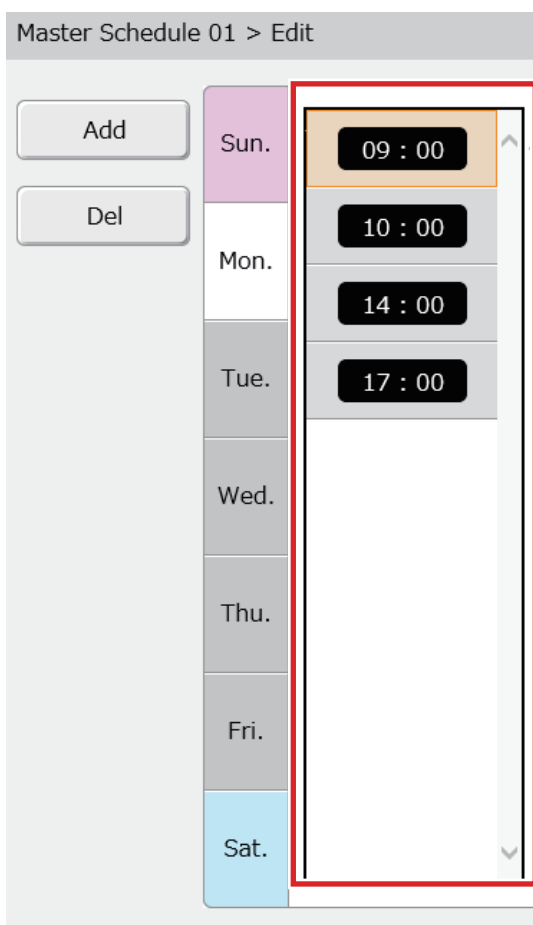 Master Schedule 01 > Edit
Add
Del
Sun.
Mon.
Tue.
Wed.
Thu.
Fri.
Sat.
09 : 00
10 : 00
14 : 00
17 : 00